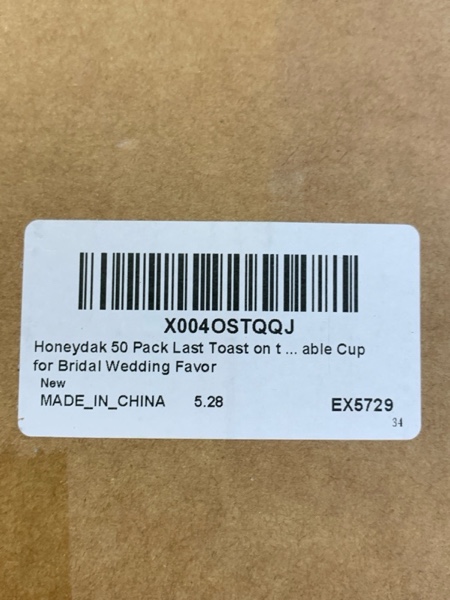 X004OSTQQJ
Honeydak 50 Pack Last Toast on t ... able Cup
for Bridal Wedding Favor
New
MADE_IN_CHINA 5.28 EX5729
34